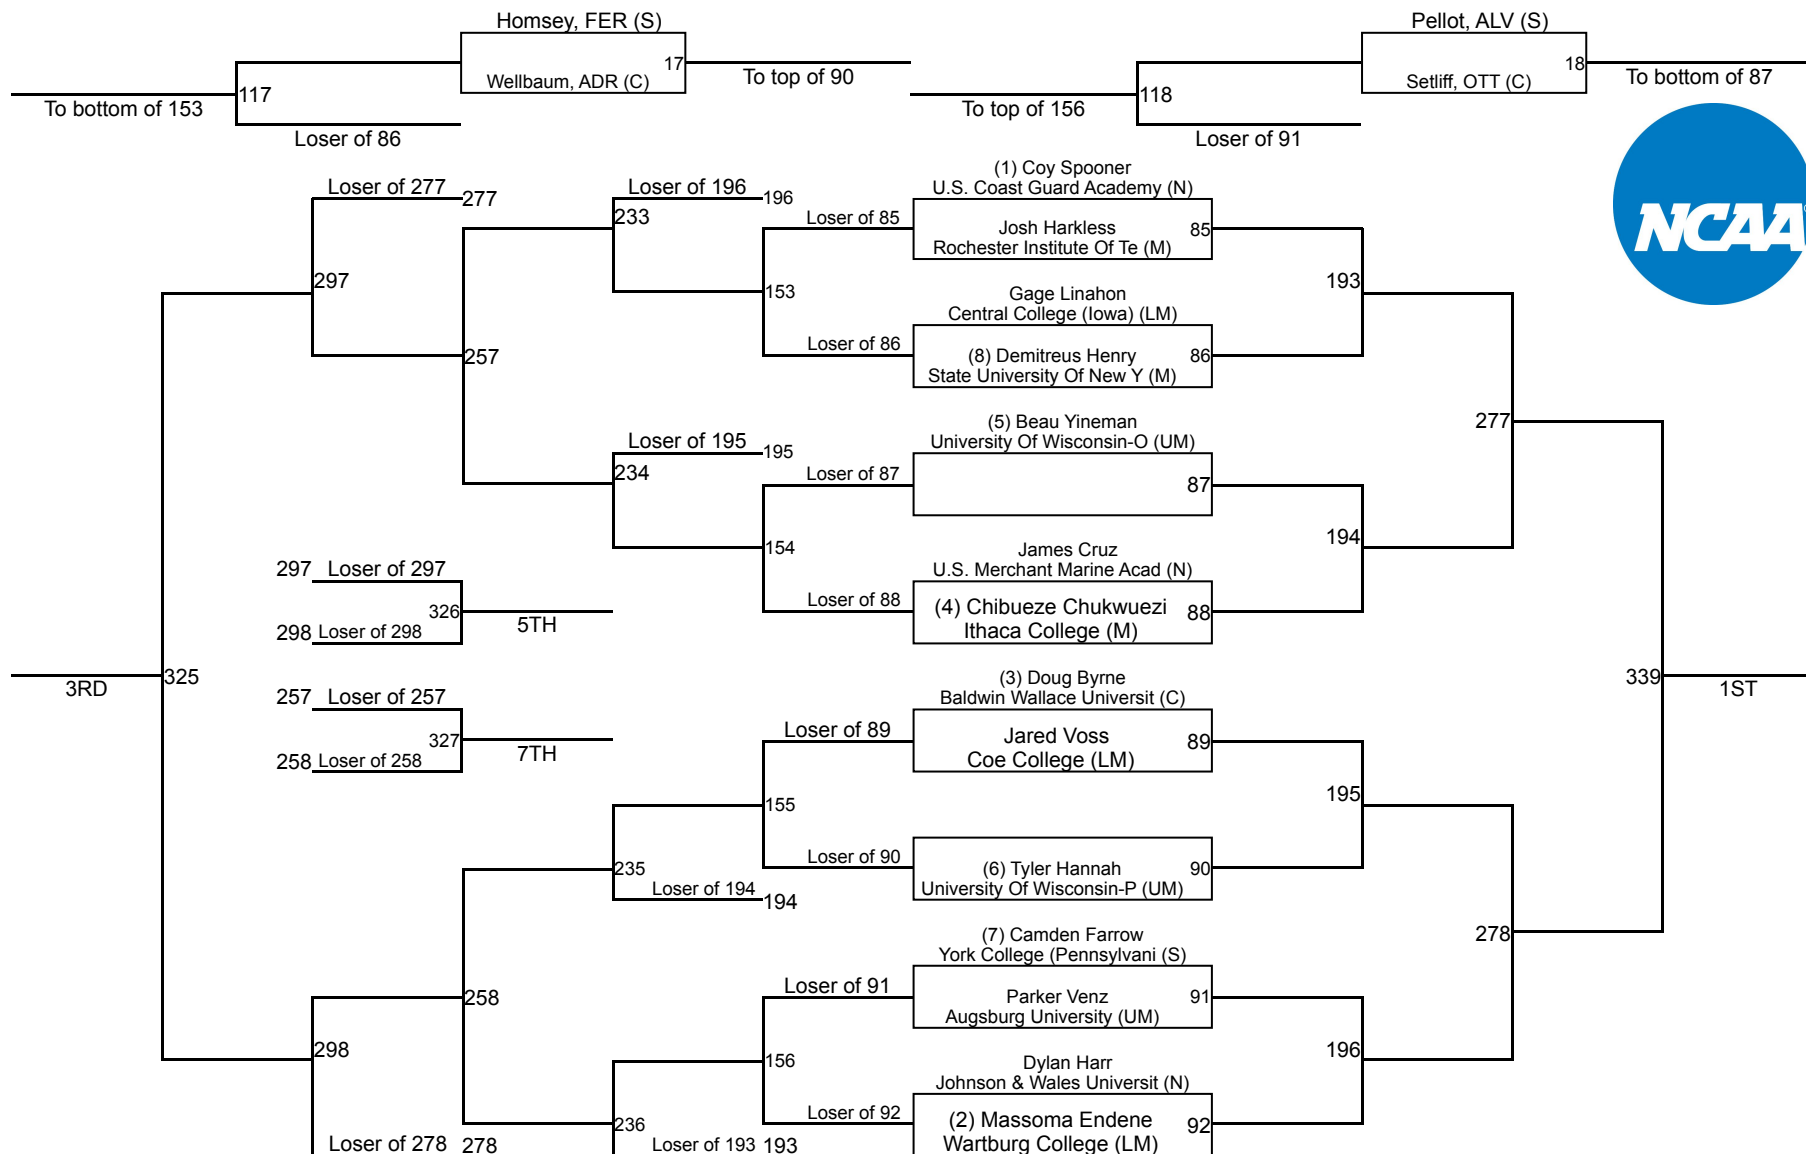 Homsey, FER (S)
17
Wellbaum, ADR (C)
To top of 90
117
To bottom of 153
Loser of 86
Pellot, ALV (S)
18
Setliff, OTT (C)
To bottom of 87
118
To top of 156
Loser of 91
NCAA
(1) Coy Spooner
U.S. Coast Guard Academy (N)
Loser of 277
277
Loser of 196
196
233
Loser of 85
Josh Harkless
Rochester Institute Of Te (M)
85
297
153
193
Gage Linahon
Central College (Iowa) (LM)
Loser of 86
(8) Demitreus Henry
State University Of New Y (M)
86
257
(5) Beau Yineman
University Of Wisconsin-O (UM)
277
Loser of 195
195
234
Loser of 87
87
154
194
James Cruz
U.S. Merchant Marine Acad (N)
297
Loser of 297
326
5TH
298
Loser of 298
Loser of 88
(4) Chibueze Chukwuezi
Ithaca College (M)
88
3RD
325
339
1ST
(3) Doug Byrne
Baldwin Wallace Universit (C)
257
Loser of 257
327
7TH
258
Loser of 258
Loser of 89
Jared Voss
Coe College (LM)
89
155
195
Loser of 90
(6) Tyler Hannah
University Of Wisconsin-P (UM)
90
235
Loser of 194
194
(7) Camden Farrow
York College (Pennsylvani (S)
278
Loser of 91
Parker Venz
Augsburg University (UM)
91
258
298
156
196
Dylan Harr
Johnson & Wales Universit (N)
Loser of 92
(2) Massoma Endene
Wartburg College (LM)
92
236
Loser of 278
278
Loser of 193
193